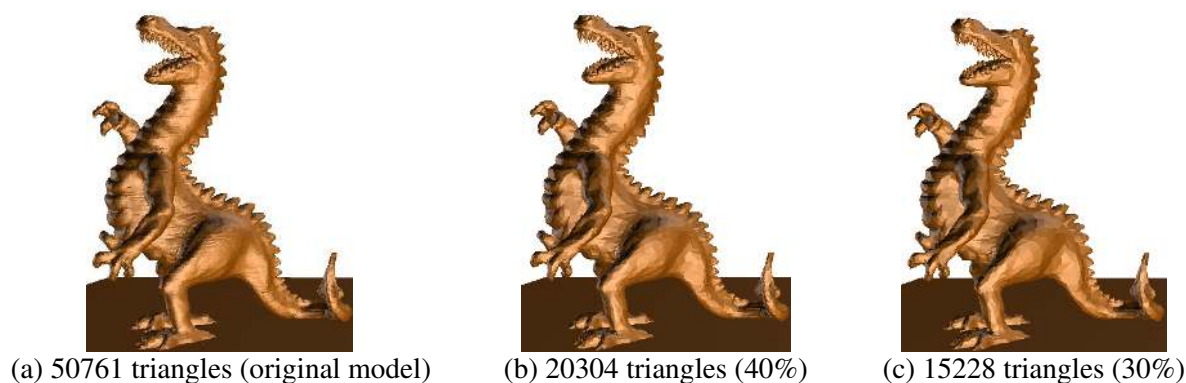 (a) 50761 triangles (original model)
(b) 20304 triangles (40%)
(c) 15228 triangles (30%)